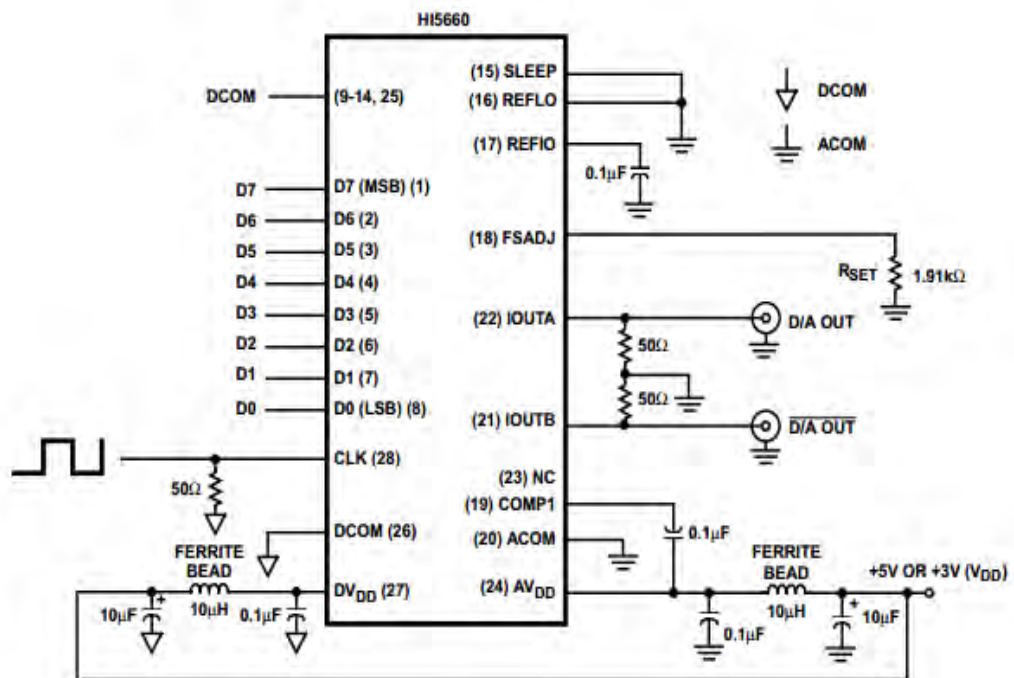 HI5660
DCOM
(9-14, 25)
D7
D7 (MSB) (1)
D6
D6 (2)
D5
D5 (3)
D4
D4 (4)
D3
D3 (5)
D2
D2 (6)
D1
D1 (7)
D0
D0 (LSB) (8)
CLK (28)
50Ω
DCOM (26)
FERRITE
BEAD
10µF
+
10µH
0.1µF
DVDD (27)
(15) SLEEP
(16) REFLO
(17) REFIO
0.1µF
DCOM
ACOM
(18) FSADJ
RSET
1.91kΩ
(22) IOUTA
D/A OUT
50Ω
50Ω
(21) IOUTB
D/A OUT
(23) NC
(19) COMP1
0.1µF
(20) ACOM
(24) AVDD
0.1µF
FERRITE
BEAD
10µH
+
10µF
+5V OR +3V (VDD)